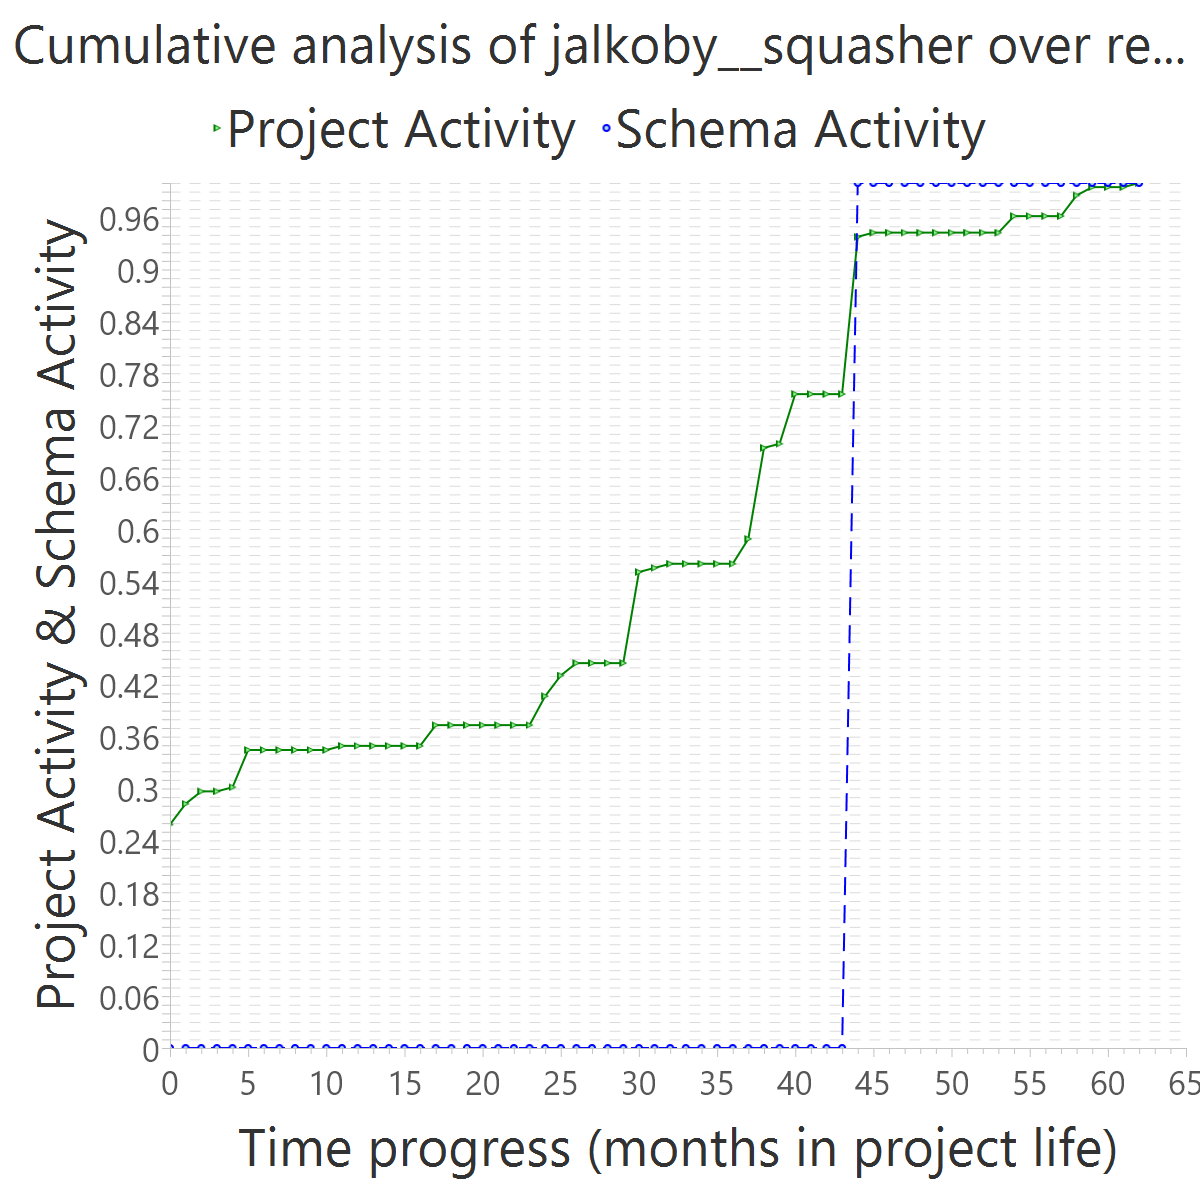 Cumulative analysis of jalkoby__squasher over re...
Project Activity
Schema Activity
Project Activity & Schema Activity
0.96
0.9
0.84
0.78
0.72
0.66
0.6
0.54
0.48
0.42
0.36
0.3
0.24
0.18
0.12
0.06
0
0 5 10 15 20 25 30 35 40 45 50 55 60 65
Time progress (months in project life)